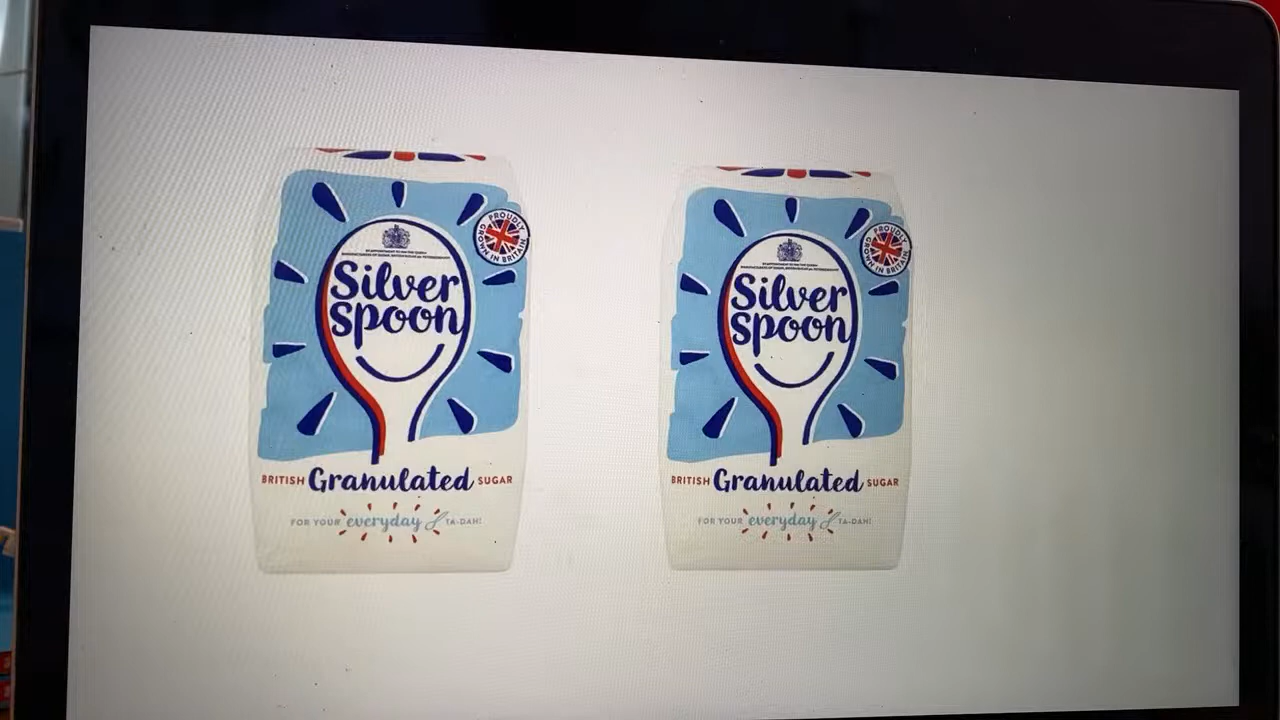 PROUDLY
GROWN IN BRITAIN
Silver
spoon
BRITISH Granulated SUGAR
FOR YOUR everyday TA-DAH!
PROUDLY
GROWN IN BRITAIN
Silver
spoon
BRITISH Granulated SUGAR
FOR YOUR everyday TA-DAH!